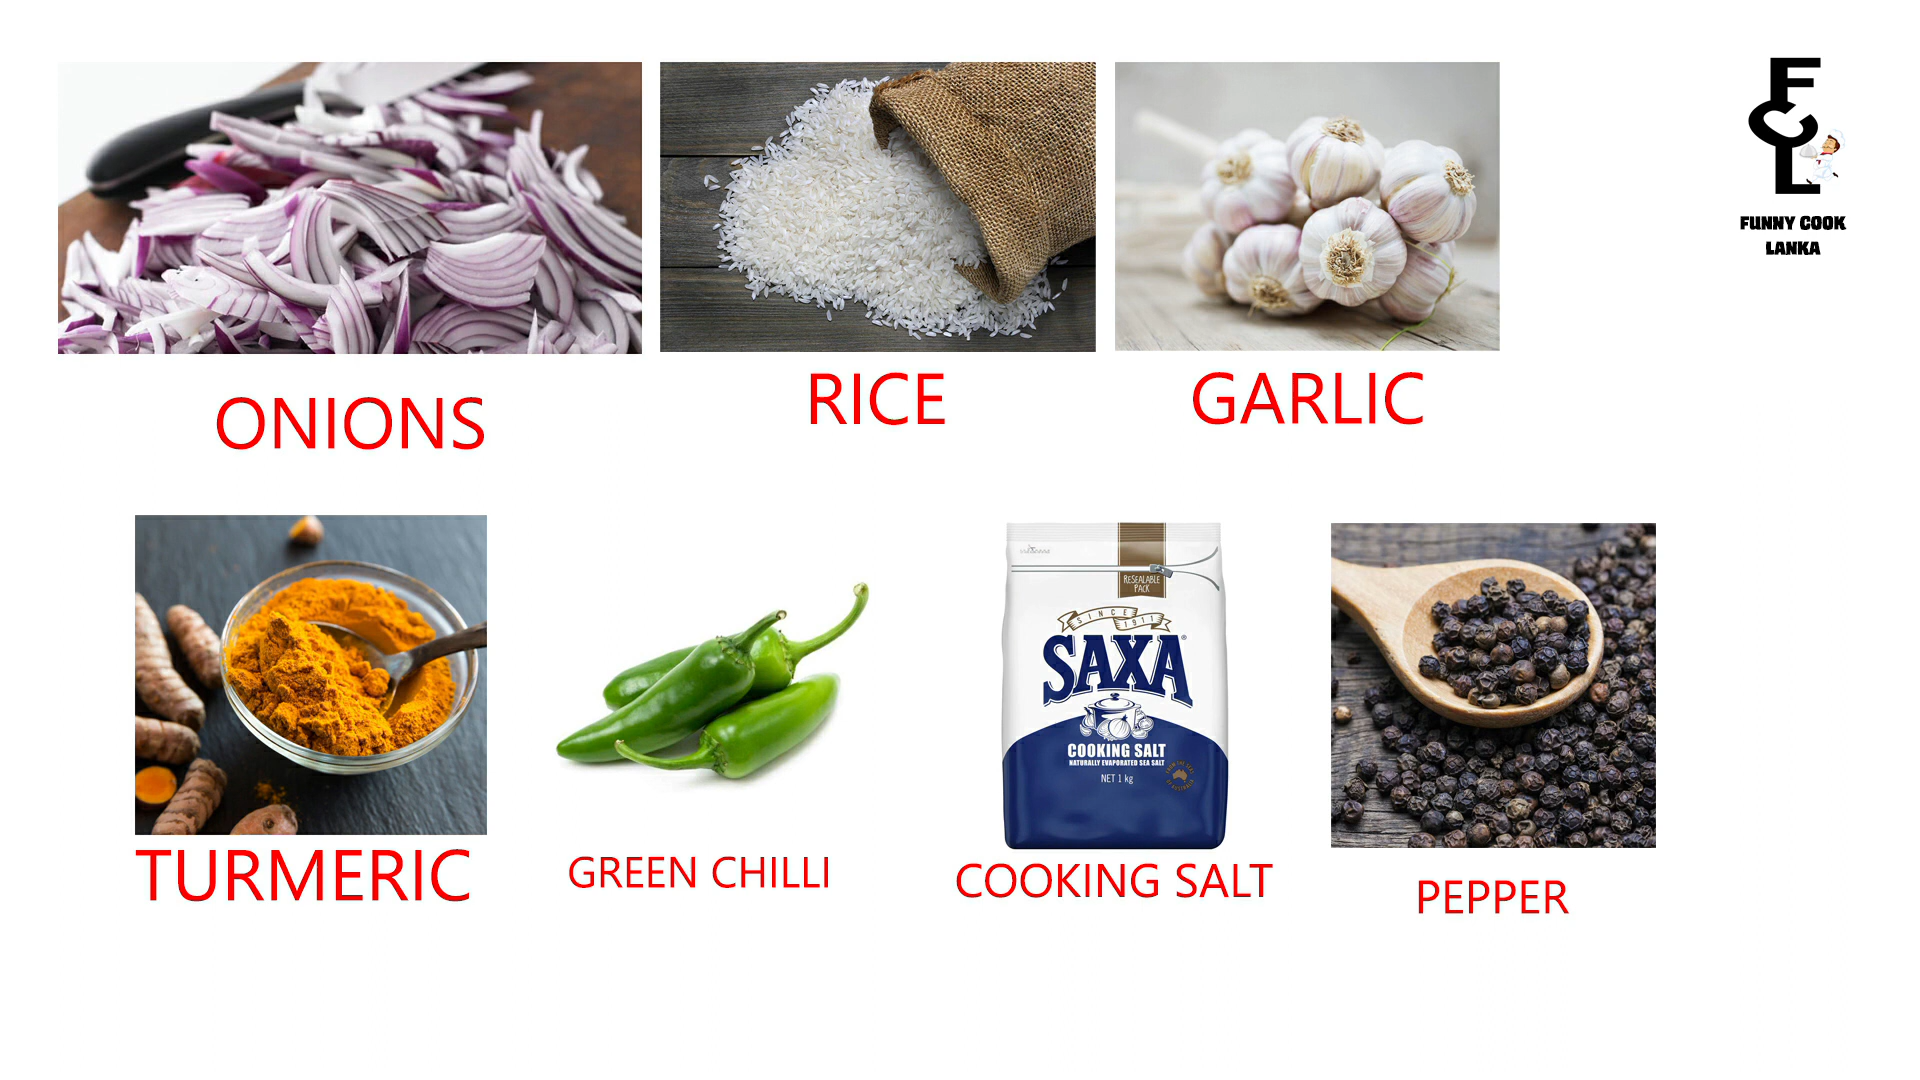 F
C
L
FUNNY COOK
LANKA
ONIONS
RICE
GARLIC
RESEALABLE
PACK
SINCE
1911
SAXA
COOKING SALT
NATURALLY EVAPORATED SEA SALT
NET 1 kg
TURMERIC
GREEN CHILLI
COOKING SALT
PEPPER